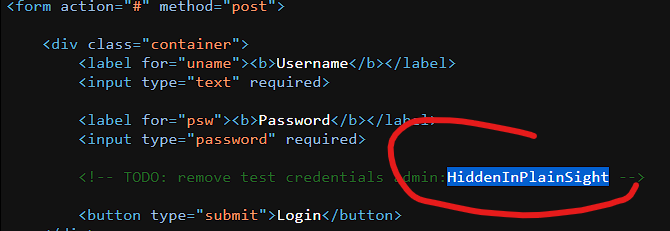 <form action="#" method="post">
<div class="container">
<label for="uname"><b>Username</b></label>
<input type="text" required>
<label for="psw"><b>Password</b></label>
<input type="password" required>
<!-- TODO: remove test credentials admin:HiddenInPlainSight -->
<button type="submit">Login</button>
</div>